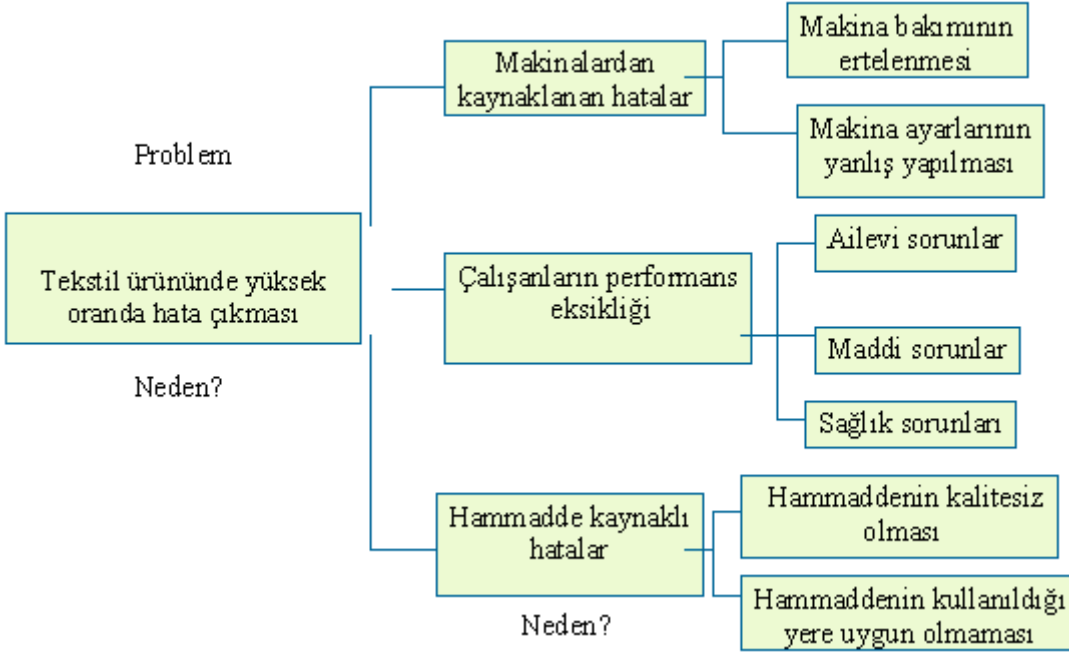 Problem
Tekstil ürününde yüksek
oranda hata çıkması
Neden?
Makinalardan
kaynaklanan hatalar
Makina bakımının
ertelenmesi
Makina ayarlarının
yanlış yapılması
Çalışanların performans
eksikliği
Ailevi sorunlar
Maddi sorunlar
Sağlık sorunları
Hammadde kaynaklı
hatalar
Neden?
Hammaddenin kalitesiz
olması
Hammaddenin kullanıldığı
yere uygun olmaması